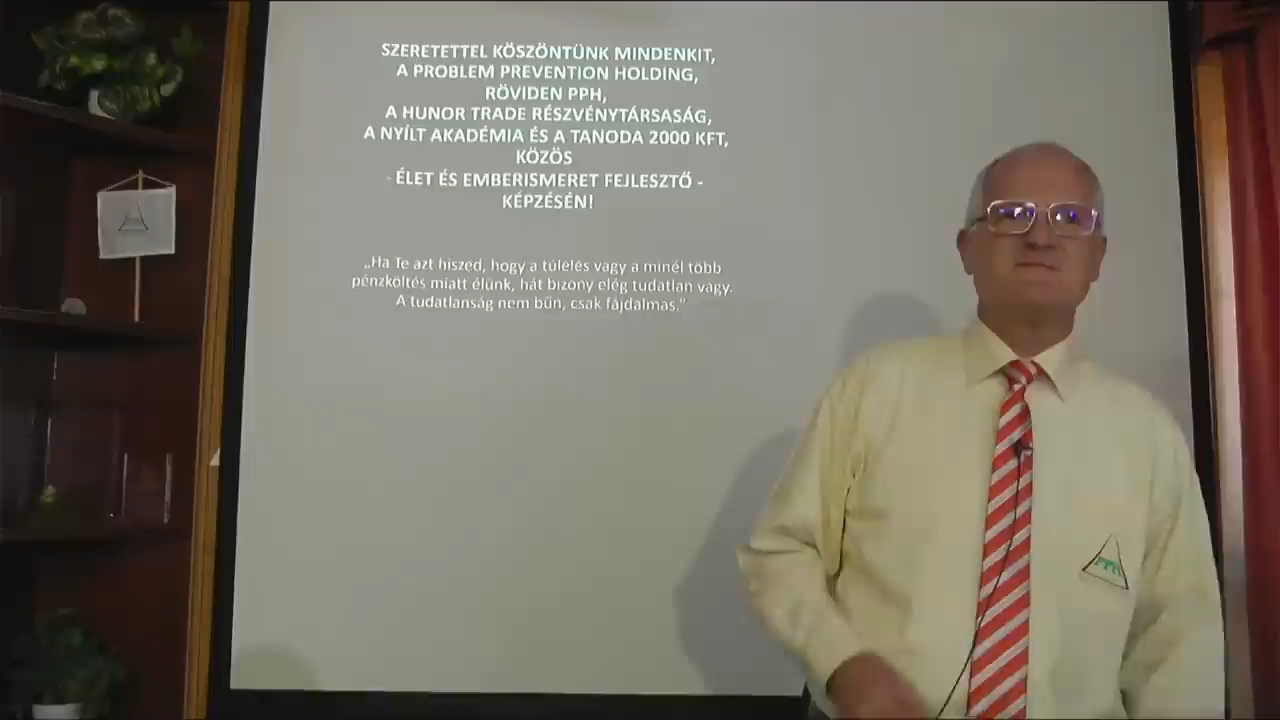 SZERETETTEL KÖSZÖNTÜNK MINDENKIT,
A PROBLEM PREVENTION HOLDING,
RÖVIDEN PPH,
A HUNOR TRADE RÉSZVÉNYTÁRSASÁG,
A NYÍLT AKADÉMIA ÉS A TANODA 2000 KFT,
KÖZÖS
- ÉLET ÉS EMBERISMERET FEJLESZTŐ -
KÉPZÉSÉN!
„Ha Te azt hiszed, hogy a túlélés vagy a minél több
pénzköltés miatt élünk, hát bizony elég tudatlan vagy.
A tudatlanság nem bűn, csak fájdalmas.”